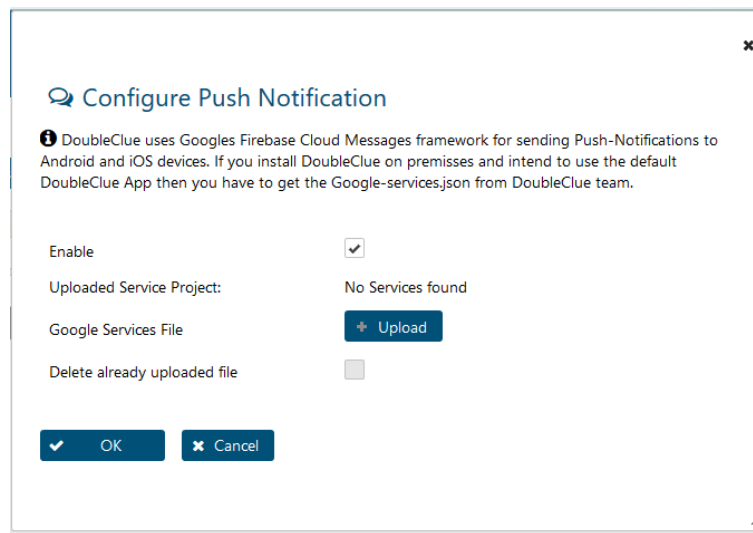 Configure Push Notification
DoubleClue uses Googles Firebase Cloud Messages framework for sending Push-Notifications to
Android and iOS devices. If you install DoubleClue on premisses and intend to use the default
DoubleClue App then you have to get the Google-services.json from DoubleClue team.
Enable
Uploaded Service Project: No Services found
Google Services File + Upload
Delete already uploaded file
OK Cancel